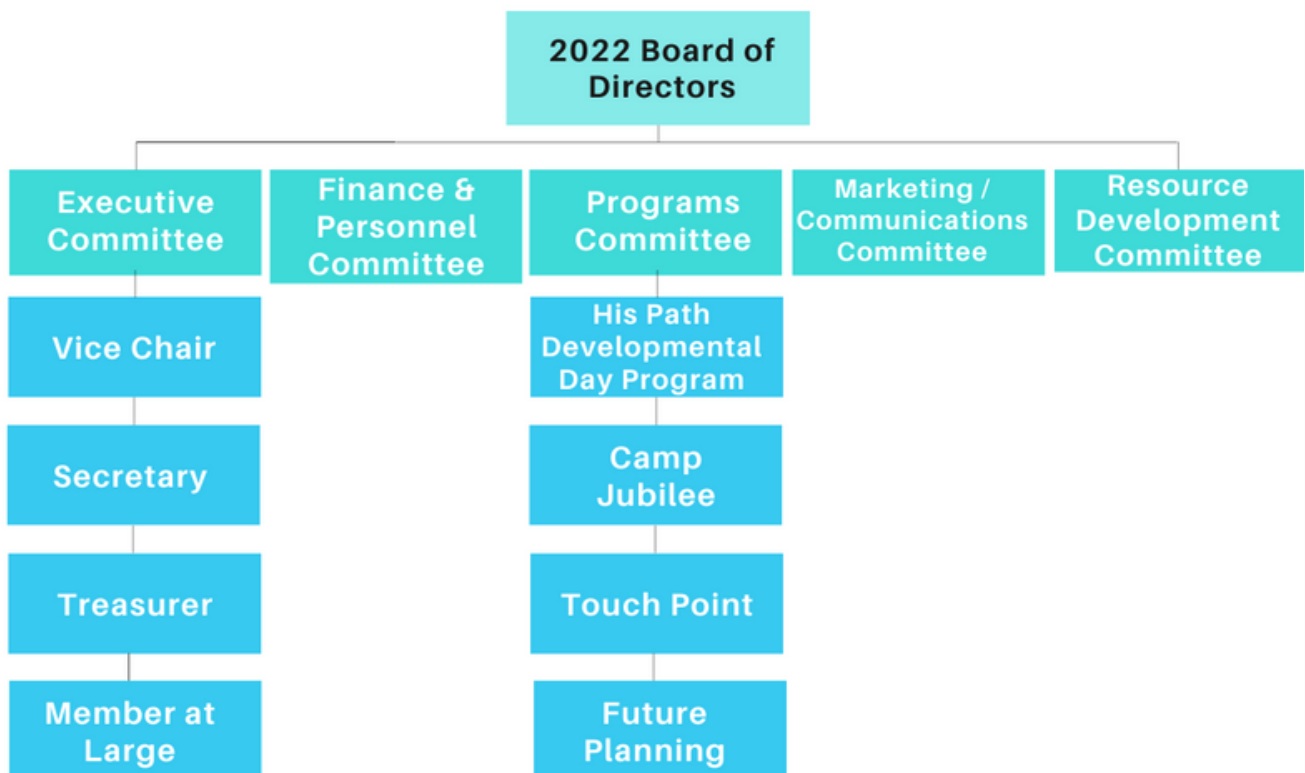 2022 Board of
Directors
Executive
Committee
Finance &
Personnel
Committee
Programs
Committee
Marketing /
Communications
Committee
Resource
Development
Committee
Vice Chair
His Path
Developmental
Day Program
Secretary
Camp
Jubilee
Treasurer
Touch Point
Member at
Large
Future
Planning